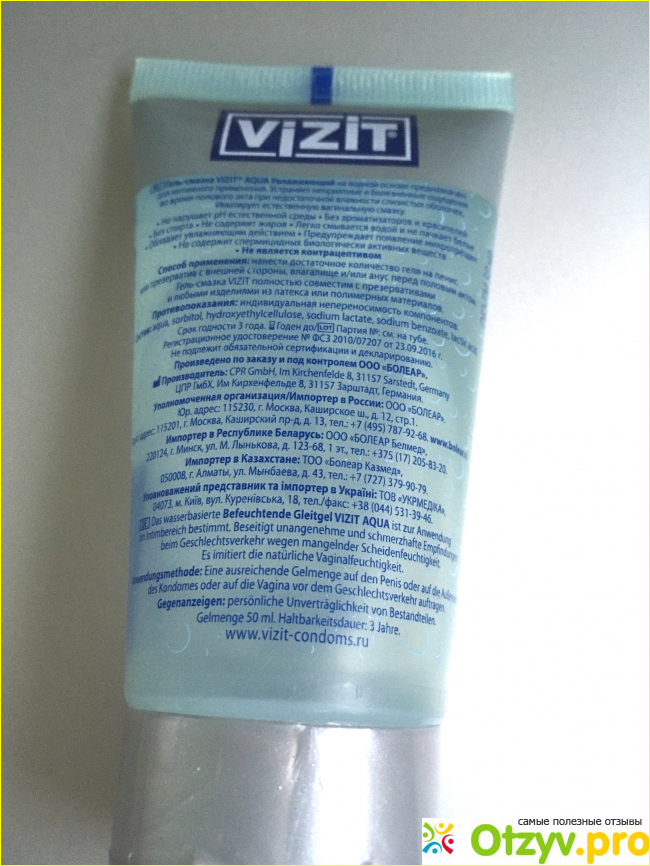 VIZIT®
Гель-смазка VIZIT® AQUA Увлажняющий на водной основе предназначен
для интимного применения. Устраняет неприятные и болезненные ощущения
во время полового акта при недостаточной влажности слизистых оболочек.
Имитирует естественную вагинальную смазку.
• Не нарушает pH естественной среды • Без ароматизаторов и красителей
• Без спирта • Не содержит жиров • Легко смывается водой и не пачкает белье
• Обладает увлажняющим действием • Предупреждает появление микротрещин
• Не содержит спермицидных биологически активных веществ
• Не является контрацептивом
Способ применения: нанести достаточное количество геля на пенис
или презерватив с внешней стороны, влагалище и/или анус перед половым актом.
Гель-смазка VIZIT полностью совместим с презервативами
и любыми изделиями из латекса или полимерных материалов.
Противопоказания: индивидуальная непереносимость компонентов.
aqua, sorbitol, hydroxyethylcellulose, sodium lactate, sodium benzoate, lactic acid.
Срок годности 3 года. Годен до/LOT Партия №: см. на тубе.
Регистрационное удостоверение № ФСЗ 2010/07207 от 23.09.2016 г.
Не подлежит обязательной сертификации и декларированию.
Произведено по заказу и под контролем ООО «БОЛЕАР».
Производитель: CPR GmbH, Im Kirchenfelde 8, 31157 Sarstedt, Germany
ЦПР ГмбХ, Им Кирхенфельде 8, 31157 Зарштадт, Германия.
Уполномоченная организация/Импортер в России: ООО «БОЛЕАР».
Юр. адрес: 115230, г. Москва, Каширское ш., д. 12, стр.1.
адрес: 115201, г. Москва, Каширский пр-д, д. 13, тел.: +7 (495) 787-92-68.
Импортер в Республике Беларусь: ООО «БОЛЕАР Белмед»,
220124, г. Минск, ул. М. Лынькова, д. 123-68, 1 эт., тел.: +375 (17) 205-83-20.
Импортер в Казахстане: ТОО «Болеар Казмед»,
050008, г. Алматы, ул. Мынбаева, д. 43, тел.: +7 (727) 379-90-79.
Уповноважений представник та імпортер в Україні: ТОВ «УКРМЕДІКА»,
04073, м. Київ, вул. Куренівська, 18, тел./факс: +38 (044) 531-39-46.
DE Das wasserbasierte Befeuchtende Gleitgel VIZIT AQUA ist zur Anwendung
im Intimbereich bestimmt. Beseitigt unangenehme und schmerzhafte Empfindungen
beim Geschlechtsverkehr wegen mangelnder Scheidenfeuchtigkeit.
Es imitiert die natürliche Vaginalfeuchtigkeit.
Anwendungsmethode: Eine ausreichende Gelmenge auf den Penis oder auf die
des Kondomes oder auf die Vagina vor dem Geschlechtsverkehr auftragen.
Gegenanzeigen: persönliche Unverträglichkeit von Bestandteilen.
Gelmenge 50 ml. Haltbarkeitsdauer: 3 Jahre.
www.vizit-condoms.ru
самые полезные отзывы
Otzyv.pro